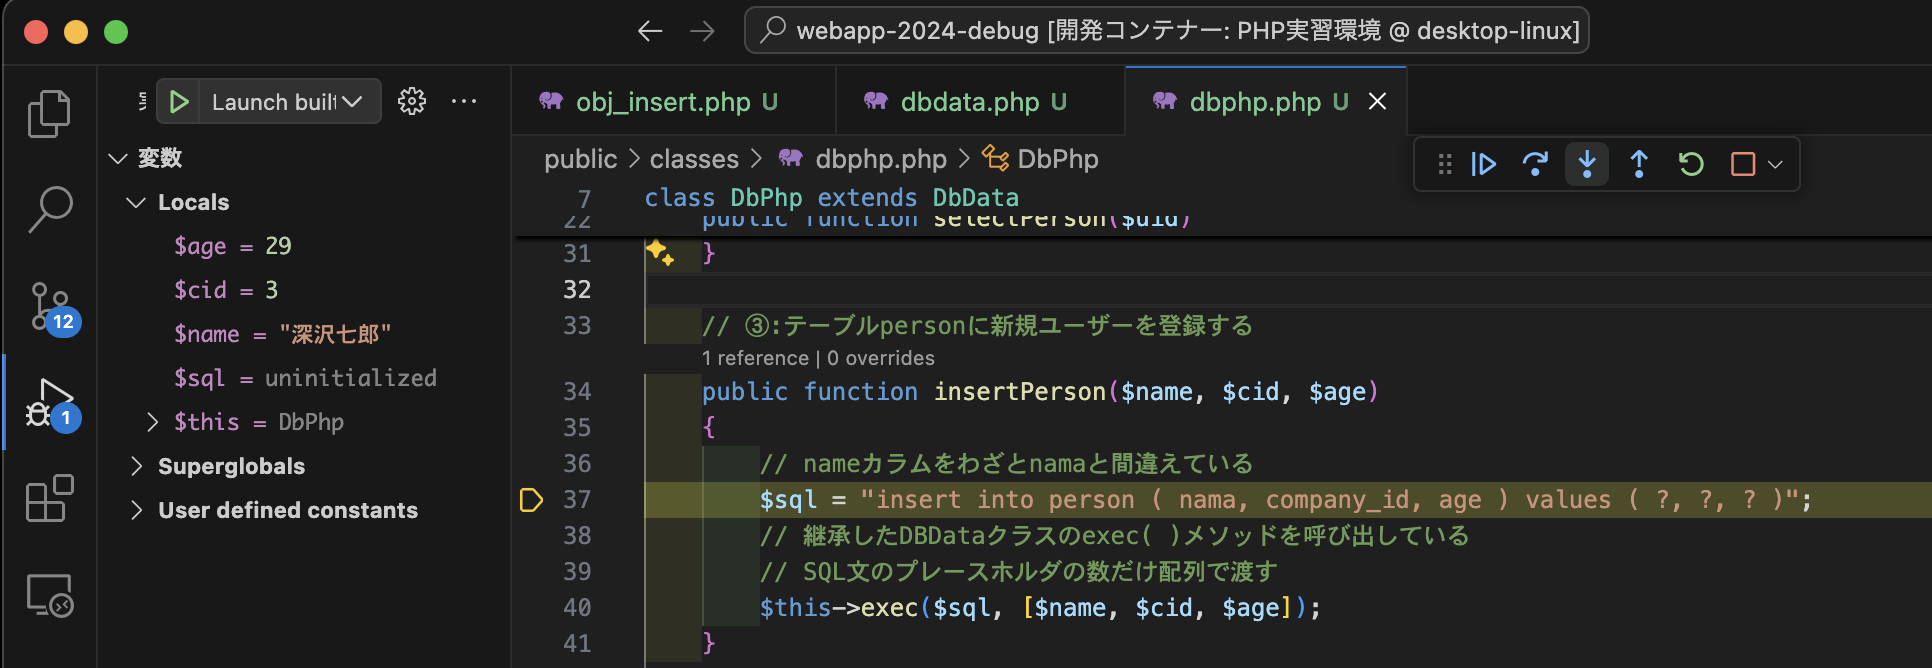 webapp-2024-debug [開発コンテナー: PHP実習環境 @ desktop-linux]
Launch built
obj_insert.php U
dbdata.php U
dbphp.php U
public > classes > dbphp.php > DbPhp
変数
Locals
$age = 29
$cid = 3
$name = "深沢七郎"
$sql = uninitialized
$this = DbPhp
Superglobals
User defined constants
12
1
7 class DbPhp extends DbData
22 public function selectPerson($uid)
31 }
32
33 // ③:テーブルpersonに新規ユーザーを登録する
1 reference | 0 overrides
34 public function insertPerson($name, $cid, $age)
35 {
36 // nameカラムをわざとnamaと間違えている
37 $sql = "insert into person ( nama, company_id, age ) values ( ?, ?, ? )";
38 // 継承したDBDataクラスのexec( )メソッドを呼び出している
39 // SQL文のプレースホルダの数だけ配列で渡す
40 $this->exec($sql, [$name, $cid, $age]);
41 }